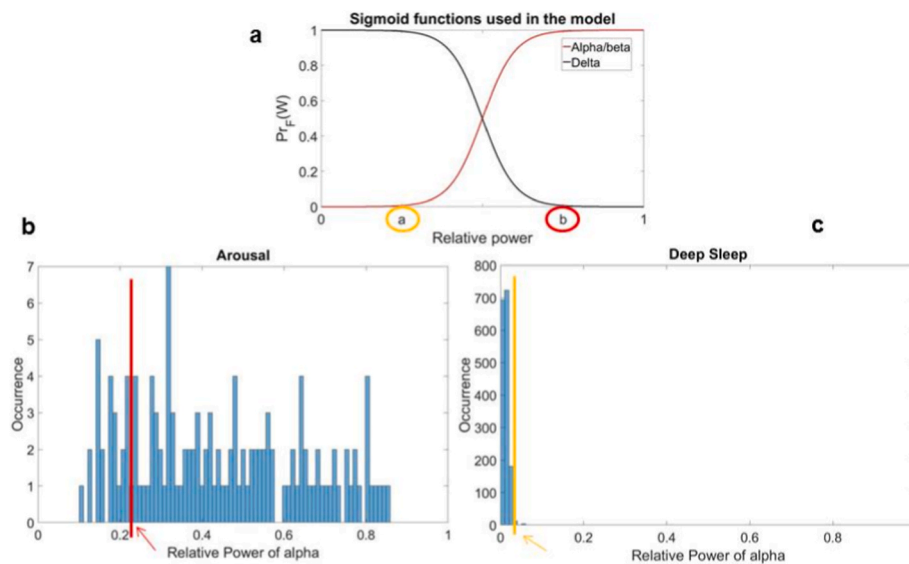 a
Sigmoid functions used in the model
1
0.8
0.6
0.4
0.2
0
Pr_F(W)
Alpha/beta
Delta
0
a
b
1
Relative power
b
Arousal
7
6
5
4
3
2
1
0
Occurrence
0
0.2
0.4
0.6
0.8
1
Relative Power of alpha
c
Deep Sleep
800
700
600
500
400
300
200
100
0
Occurrence
0
0.2
0.4
0.6
0.8
Relative Power of alpha